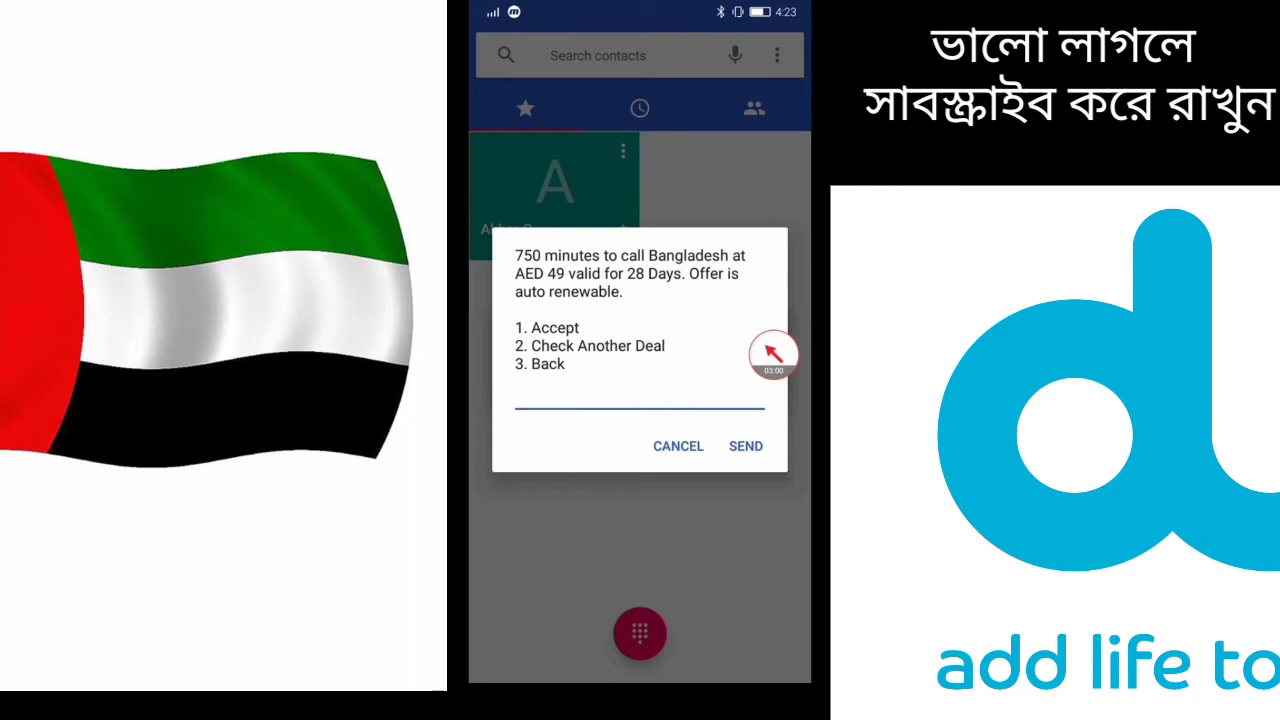 4:23
Search contacts
A
750 minutes to call Bangladesh at
AED 49 valid for 28 Days. Offer is
auto renewable.
1. Accept
2. Check Another Deal
3. Back
03:00
CANCEL
SEND
ভালো লাগলে
সাবস্ক্রাইব করে রাখুন
add life to